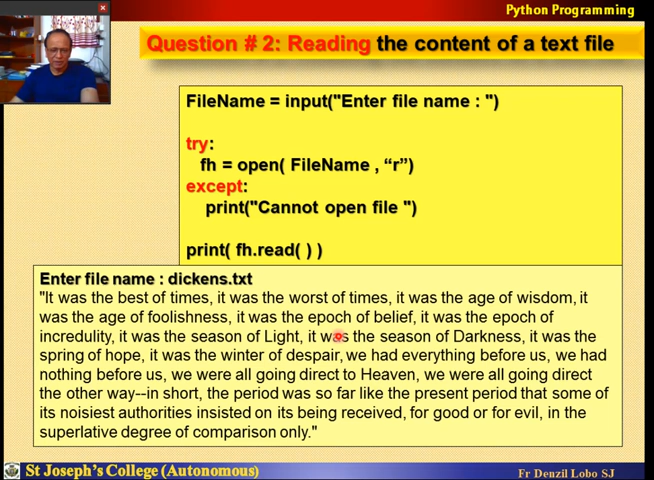 Python Programming
Question # 2: Reading the content of a text file
FileName = input("Enter file name : ")
try:
fh = open( FileName , “r”)
except:
print("Cannot open file ")
print( fh.read( ) )
Enter file name : dickens.txt
"It was the best of times, it was the worst of times, it was the age of wisdom, it
was the age of foolishness, it was the epoch of belief, it was the epoch of
incredulity, it was the season of Light, it was the season of Darkness, it was the
spring of hope, it was the winter of despair, we had everything before us, we had
nothing before us, we were all going direct to Heaven, we were all going direct
the other way--in short, the period was so far like the present period that some of
its noisiest authorities insisted on its being received, for good or for evil, in the
superlative degree of comparison only."
St Joseph's College (Autonomous)
Fr Denzil Lobo SJ